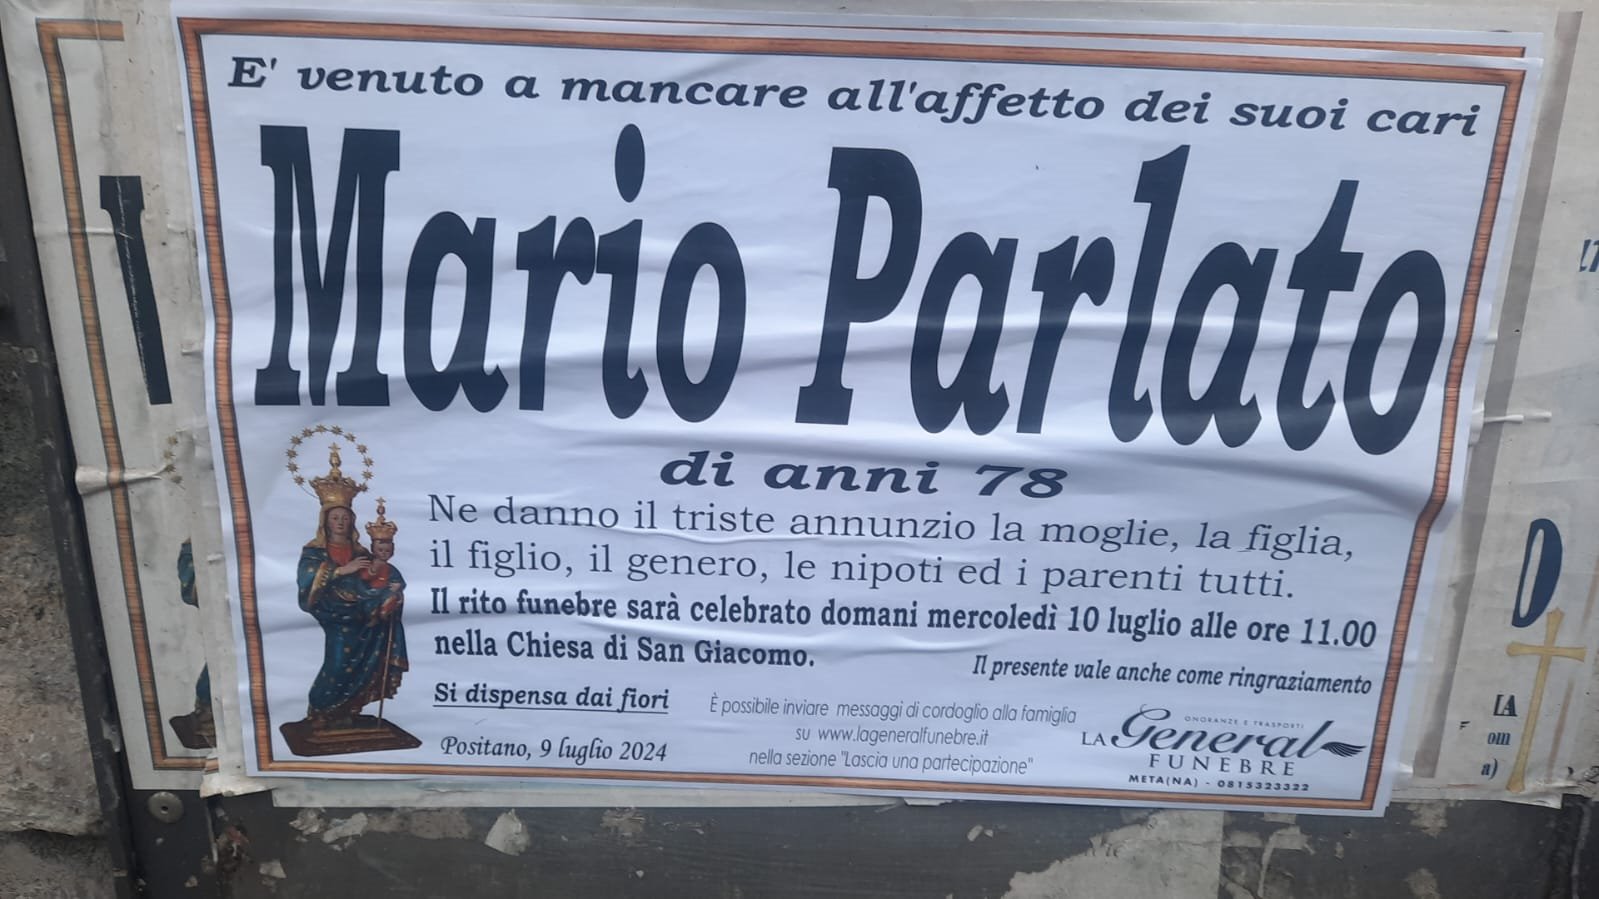 E' venuto a mancare all'affetto dei suoi cari
Mario Parlato
di anni 78
Ne danno il triste annunzio la moglie, la figlia,
il figlio, il genero, le nipoti ed i parenti tutti.
Il rito funebre sarà celebrato domani mercoledì 10 luglio alle ore 11.00
nella Chiesa di San Giacomo.
Il presente vale anche come ringraziamento
Si dispensa dai fiori
Positano, 9 luglio 2024
È possibile inviare messaggi di cordoglio alla famiglia
su www.lageneralfunebre.it
nella sezione "Lascia una partecipazione"
ONORANZE E TRASPORTI
LA General
FUNEBRE
META(NA) - 0815323322
O
IA
om
a)